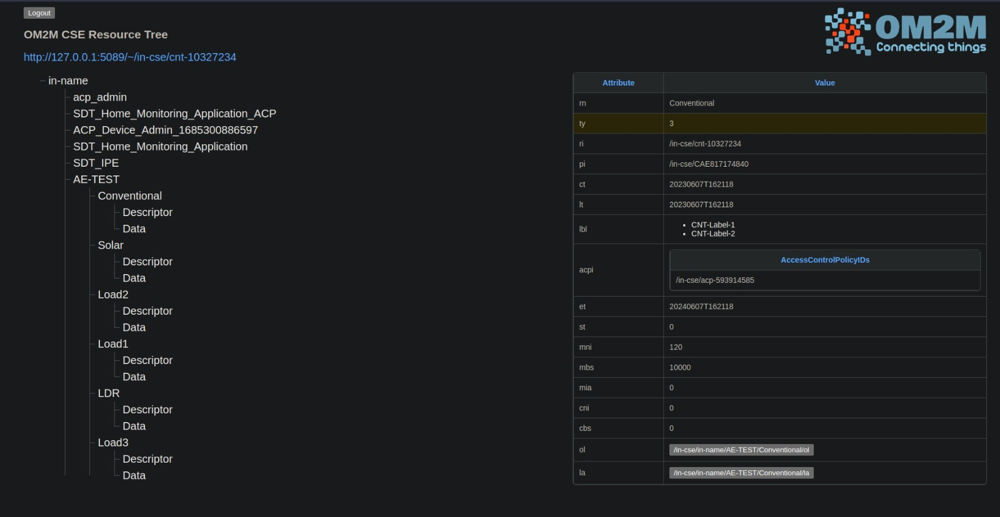 Logout
OM2M CSE Resource Tree
http://127.0.0.1:5089/~/in-cse/cnt-10327234
OM2M
Connecting things
in-name
acp_admin
SDT_Home_Monitoring_Application_ACP
ACP_Device_Admin_1685300886597
SDT_Home_Monitoring_Application
SDT_IPE
AE-TEST
Conventional
Descriptor
Data
Solar
Descriptor
Data
Load2
Descriptor
Data
Load1
Descriptor
Data
LDR
Descriptor
Data
Load3
Descriptor
Data
Attribute Value
rn Conventional
ty 3
ri /in-cse/cnt-10327234
pi /in-cse/CAE817174840
ct 20230607T162118
lt 20230607T162118
lbl
• CNT-Label-1
• CNT-Label-2
acpi
AccessControlPolicyIDs
/in-cse/acp-593914585
et 20240607T162118
st 0
mni 120
mbs 10000
mia 0
cni 0
cbs 0
ol /in-cse/in-name/AE-TEST/Conventional/ol
la /in-cse/in-name/AE-TEST/Conventional/la